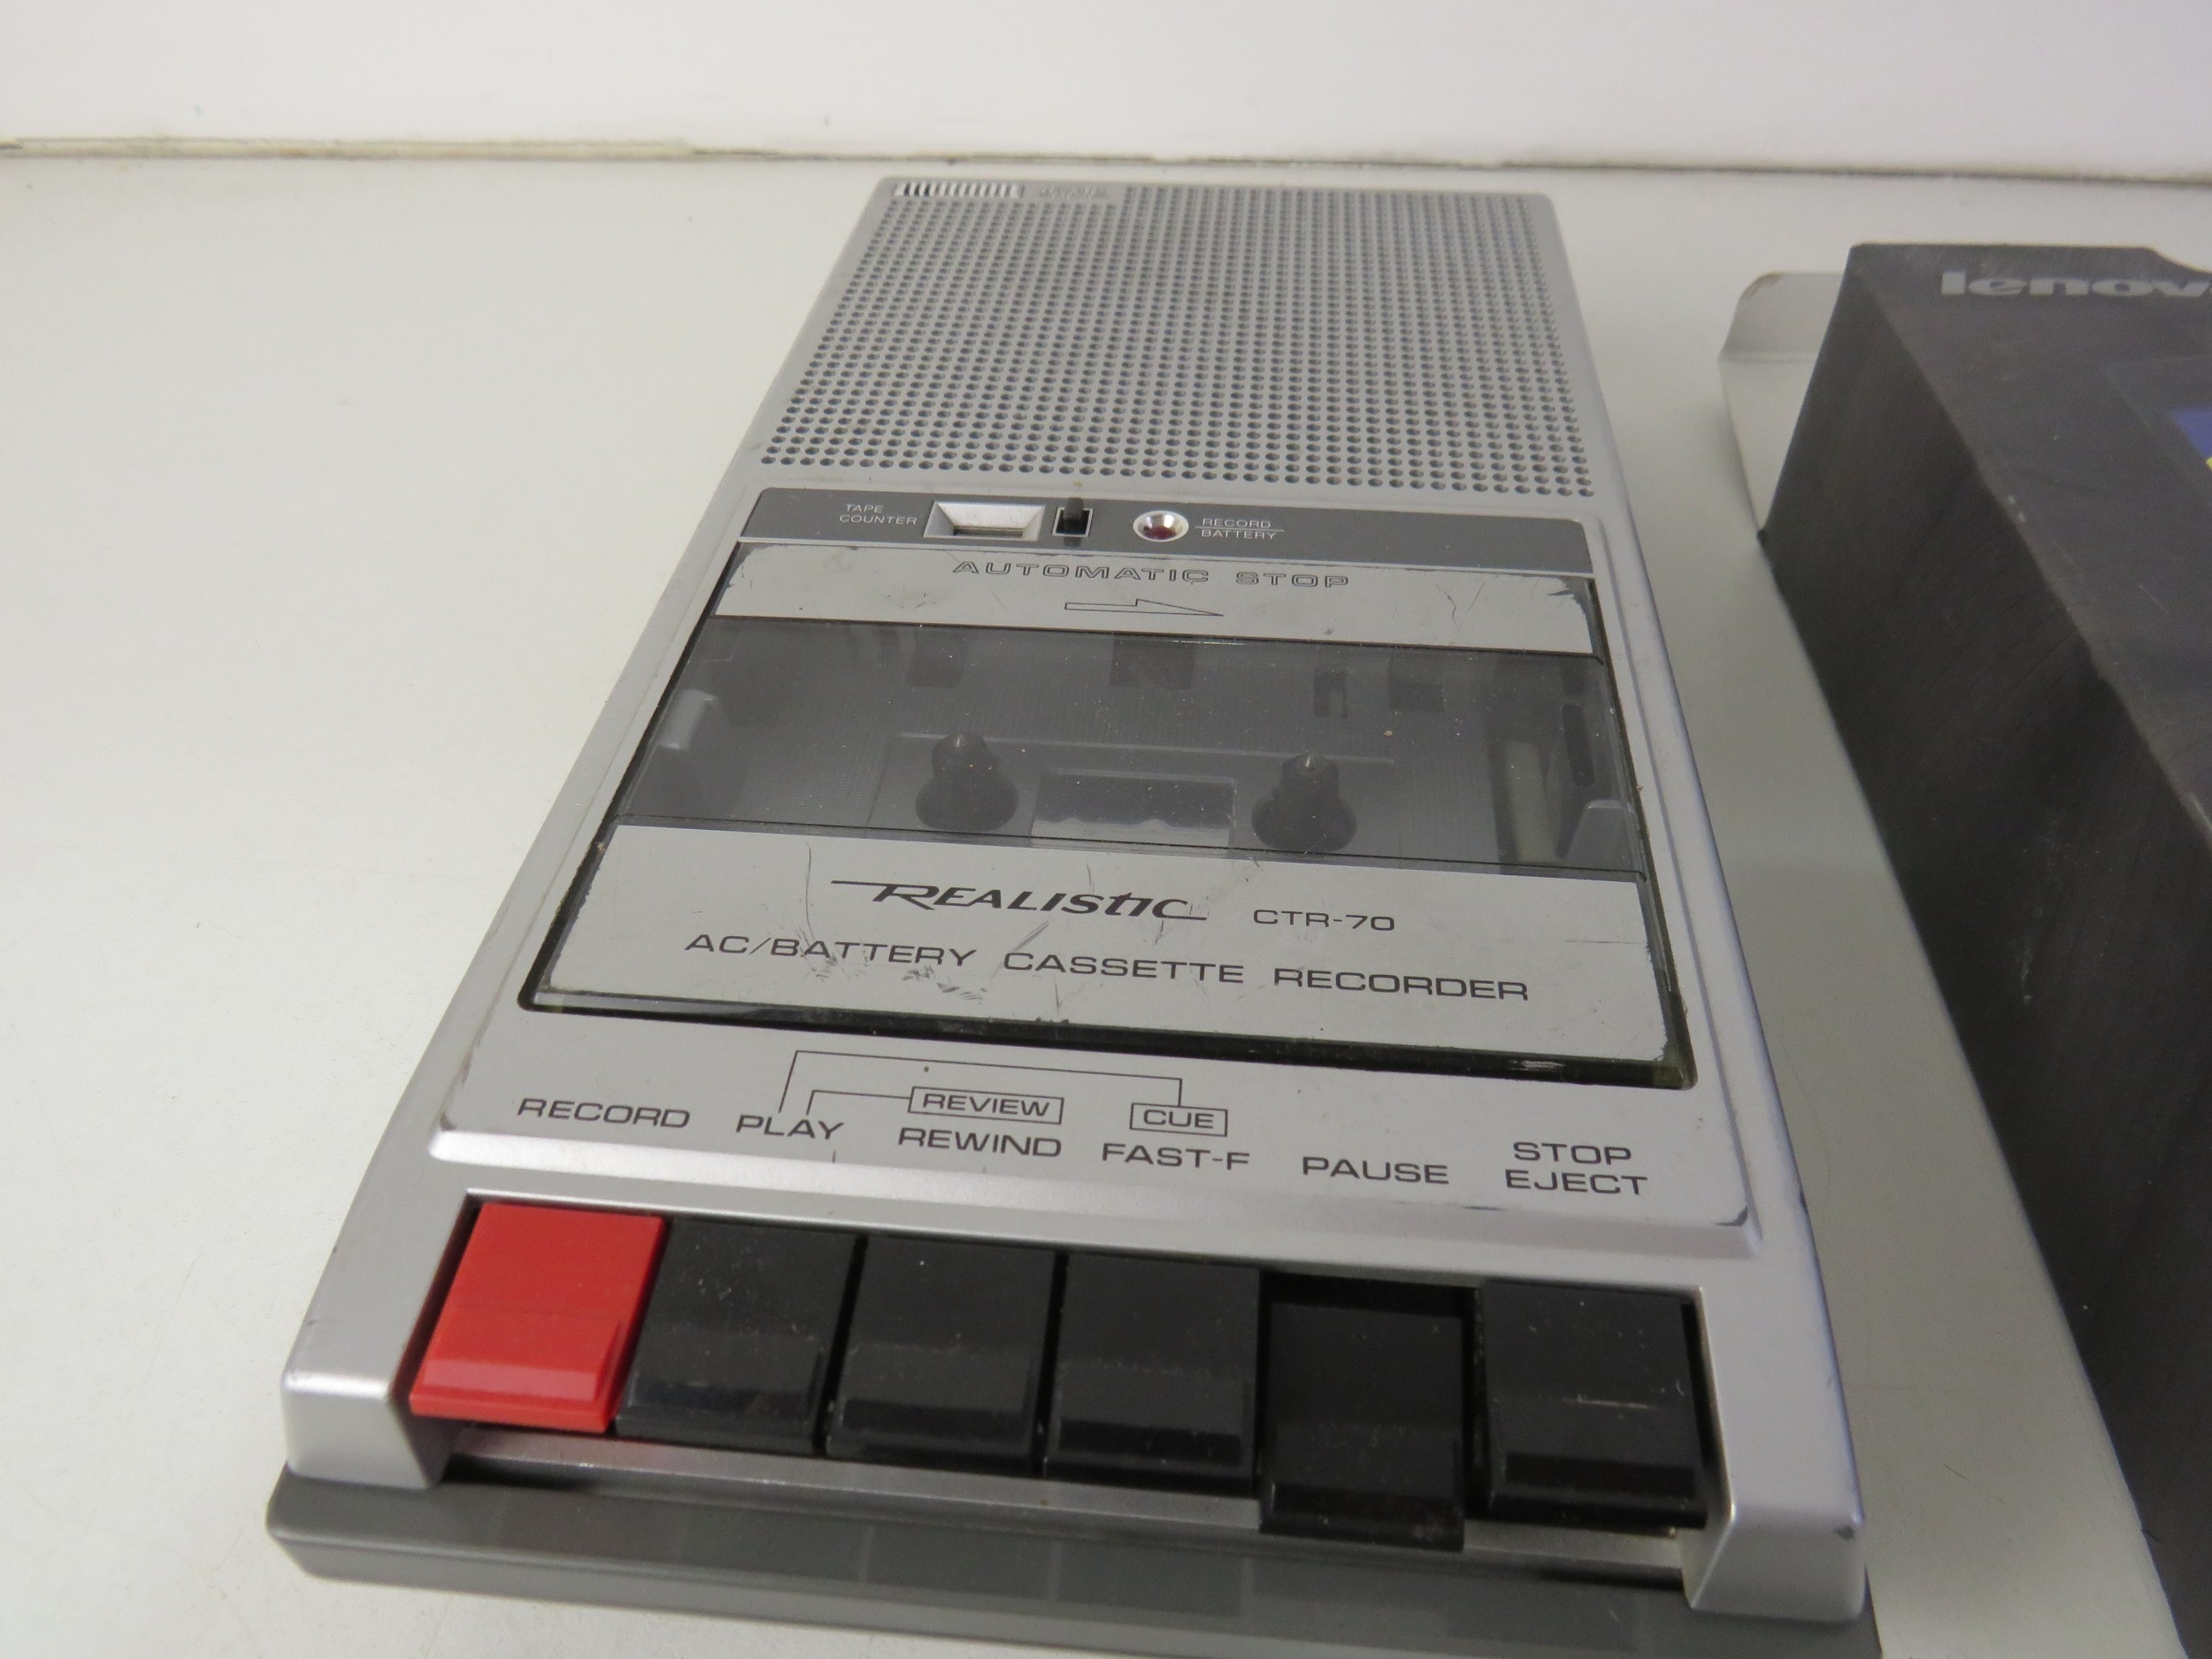 lenov
TAPE
COUNTER
RECORD
BATTERY
AUTOMATIC STOP
REALISTIC CTR-70
AC/BATTERY CASSETTE RECORDER
REVIEW CUE
RECORD PLAY REWIND FAST-F PAUSE STOP
EJECT